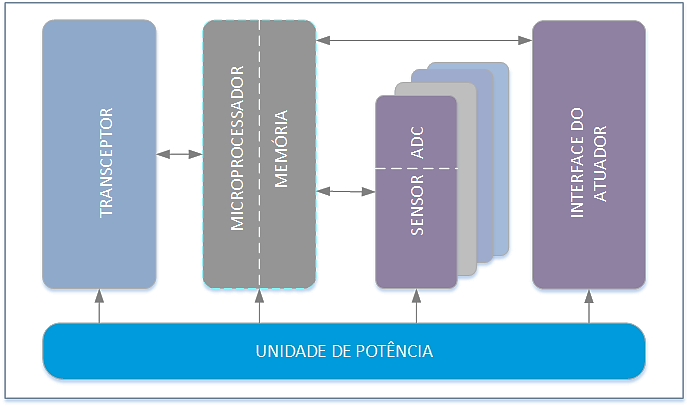 TRANSCEPTOR
MICROPROCESSADOR
MEMÓRIA
SENSOR ADC
INTERFACE DO
ATUADOR
UNIDADE DE POTÊNCIA